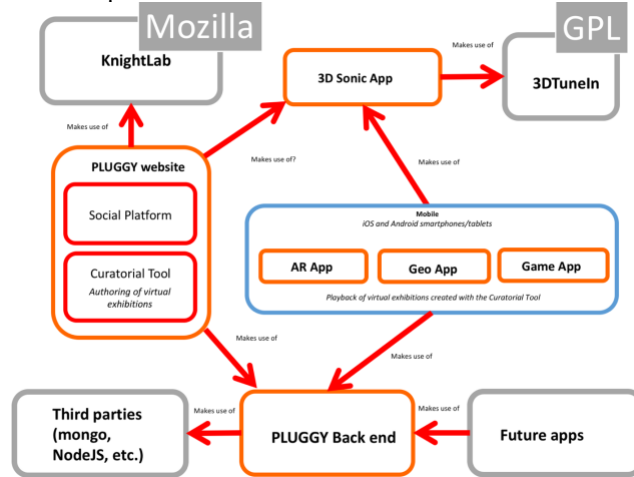 Mozilla
GPL
KnightLab
3D Sonic App
Makes use of
3DTuneIn
Makes use of
Makes use of?
Makes use of
PLUGGY website
Social Platform
Curatorial Tool
Authoring of virtual
exhibitions
Mobile
iOS and Android smartphones/tablets
AR App
Geo App
Game App
Playback of virtual exhibitions created with the Curatorial Tool
Makes use of
Makes use of
Third parties
(mongo,
NodeJS, etc.)
Makes use of
PLUGGY Back end
Makes use of
Future apps